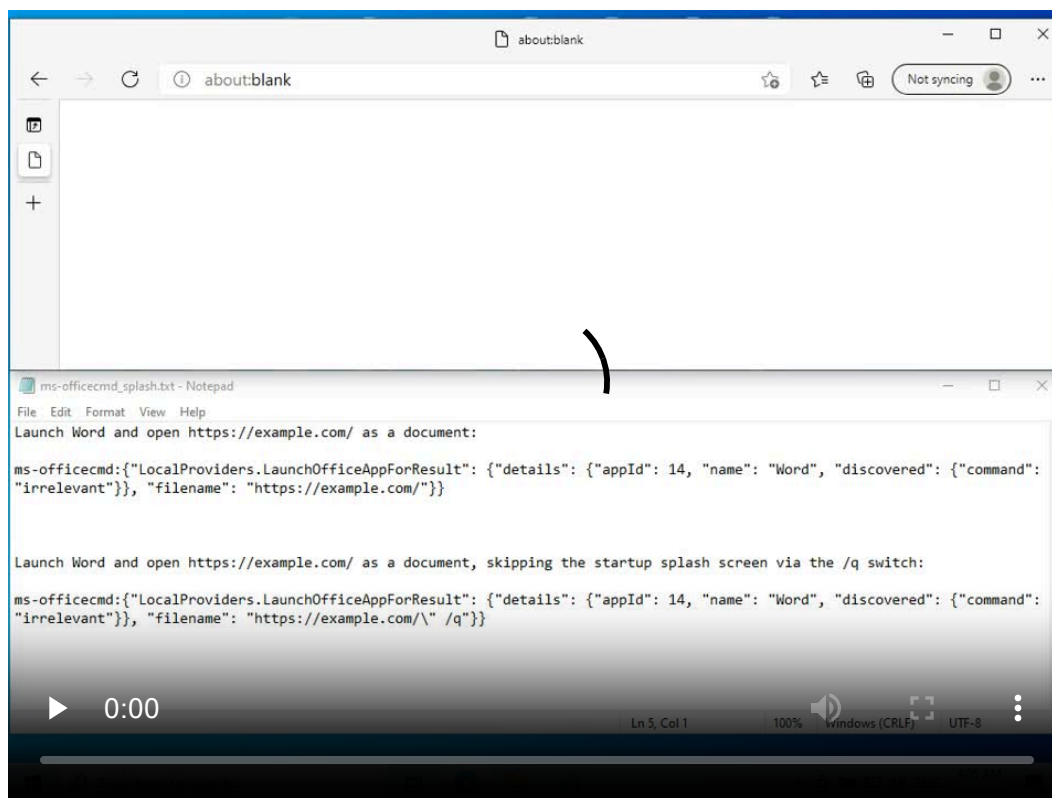 about:blank
about:blank
Not syncing
ms-officecmd_splash.txt - Notepad
File Edit Format View Help
Launch Word and open https://example.com/ as a document:
ms-officecmd:{"LocalProviders.LaunchOfficeAppForResult": {"details": {"appId": 14, "name": "Word", "discovered": {"command":
"irrelevant"}}, "filename": "https://example.com/"}}
Launch Word and open https://example.com/ as a document, skipping the startup splash screen via the /q switch:
ms-officecmd:{"LocalProviders.LaunchOfficeAppForResult": {"details": {"appId": 14, "name": "Word", "discovered": {"command":
"irrelevant"}}, "filename": "https://example.com/\" /q"}}
0:00
Ln 5, Col 1 100% Windows (CRLF) UTF-8